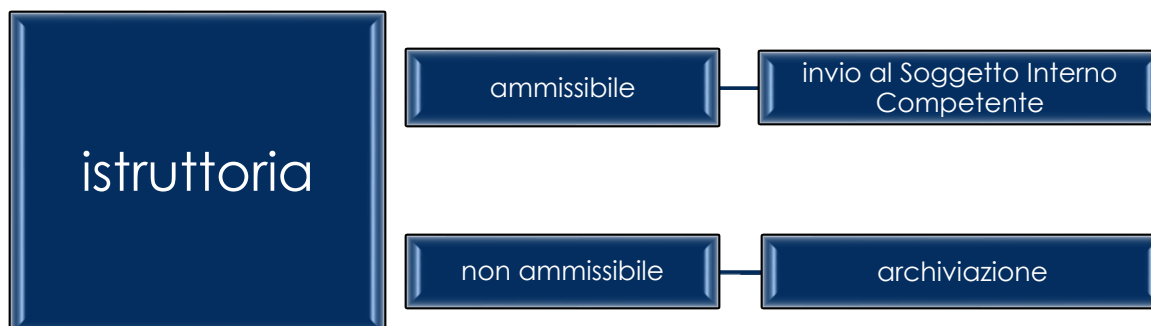 istruttoria
ammissibile
invio al Soggetto Interno
Competente
non ammissibile
archiviazione